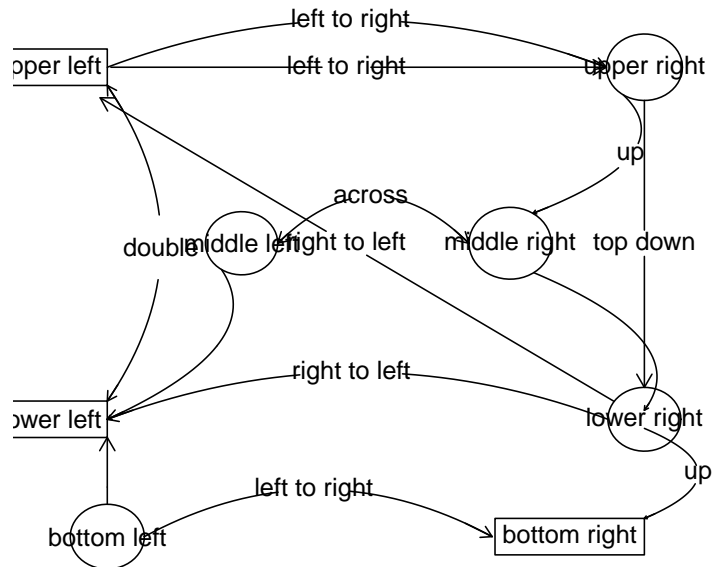 left to right
pper left
left to right
upper right
up
across
double
middle left
right to left
middle right
top down
right to left
ower left
lower right
up
left to right
bottom left
bottom right